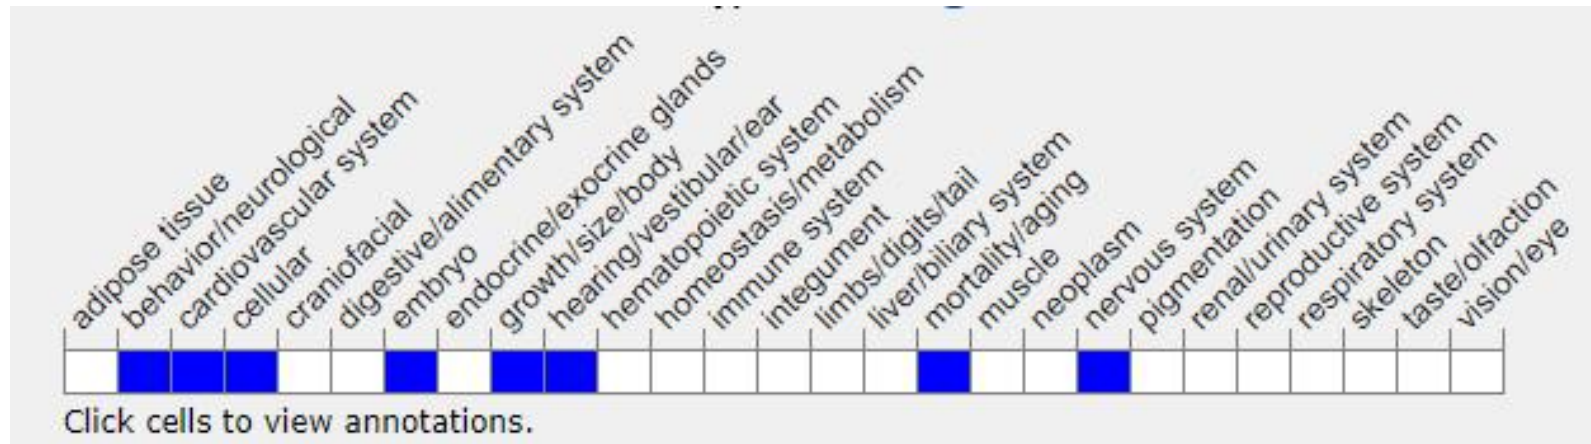 adipose tissue
behavior/neurological
cardiovascular system
cellular
craniofacial
digestive/alimentary system
embryo
endocrine/exocrine glands
growth/size/body
hearing/vestibular/ear
hematopoietic system
homeostasis/metabolism
immune system
integument
limbs/digits/tail
liver/biliary system
mortality/aging
muscle
neoplasm
nervous system
pigmentation
renal/urinary system
reproductive system
respiratory system
skeleton
taste/olfaction
vision/eye
Click cells to view annotations.